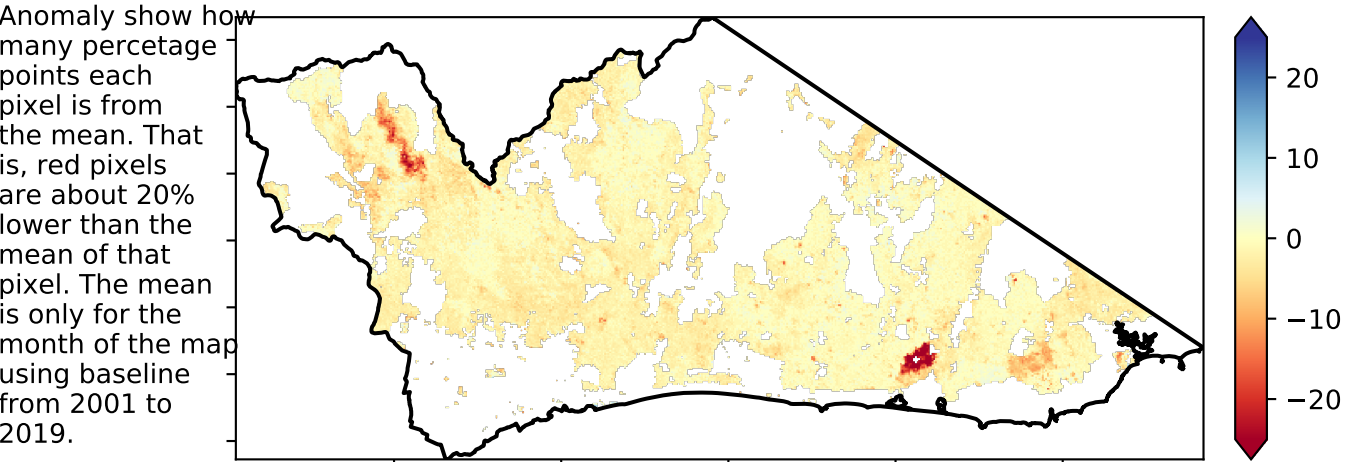 Anomaly show how
many percetage
points each
pixel is from
the mean. That
is, red pixels
are about 20%
lower than the
mean of that
pixel. The mean
is only for the
month of the map
using baseline
from 2001 to
2019.
20
10
0
−10
−20